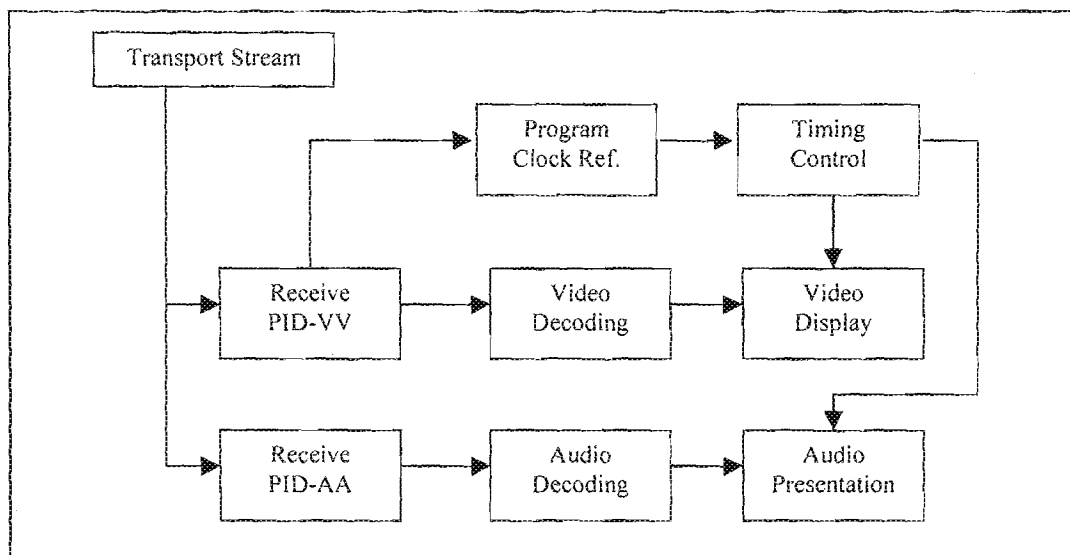 Transport Stream
Program
Clock Ref.
Timing
Control
Receive
PID-VV
Video
Decoding
Video
Display
Receive
PID-AA
Audio
Decoding
Audio
Presentation